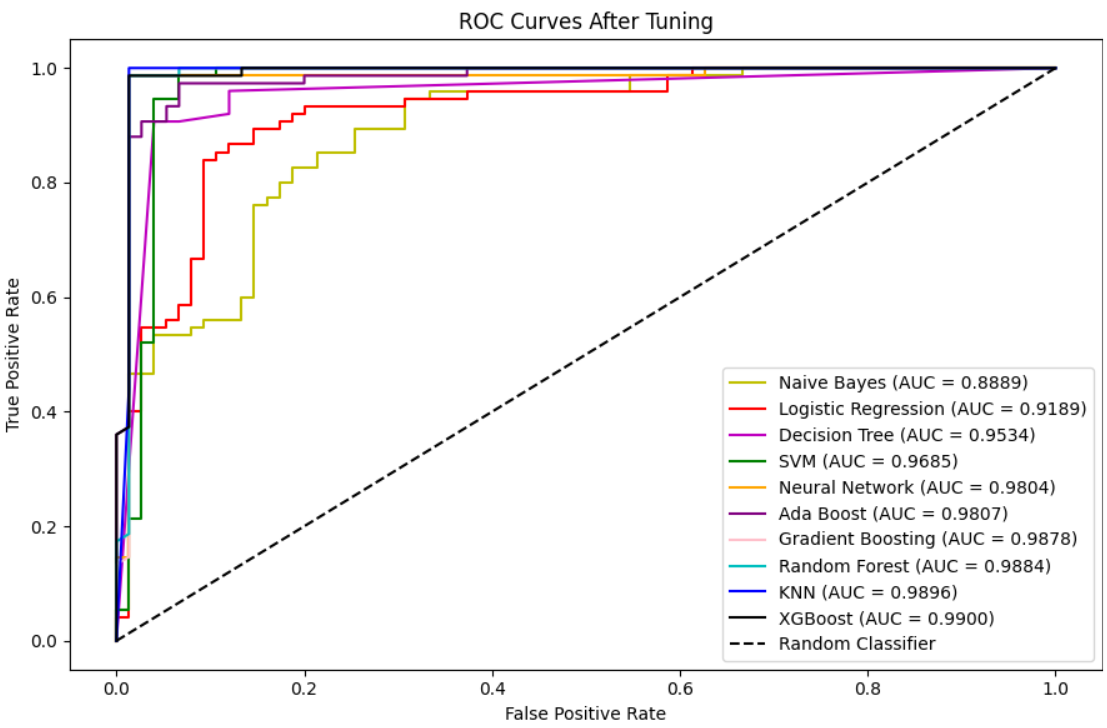 ROC Curves After Tuning
True Positive Rate
1.0
0.8
0.6
0.4
0.2
0.0
Naive Bayes (AUC = 0.8889)
Logistic Regression (AUC = 0.9189)
Decision Tree (AUC = 0.9534)
SVM (AUC = 0.9685)
Neural Network (AUC = 0.9804)
Ada Boost (AUC = 0.9807)
Gradient Boosting (AUC = 0.9878)
Random Forest (AUC = 0.9884)
KNN (AUC = 0.9896)
XGBoost (AUC = 0.9900)
Random Classifier
0.0 0.2 0.4 0.6 0.8 1.0
False Positive Rate